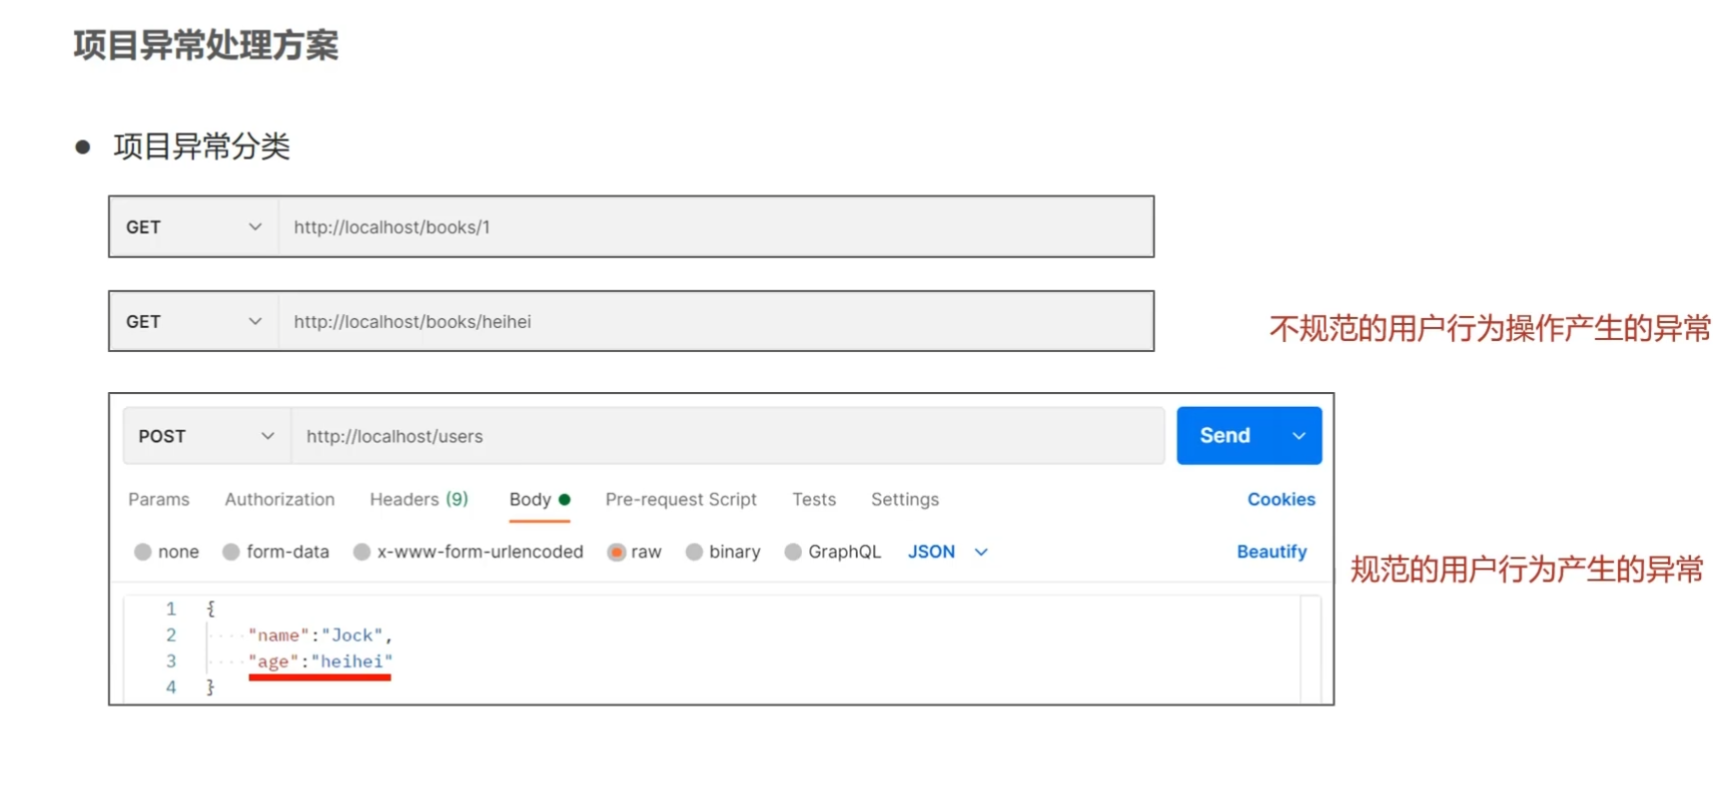 项目异常处理方案
● 项目异常分类
GET http://localhost/books/1
GET http://localhost/books/heihei
不规范的用户行为操作产生的异常
POST http://localhost/users Send
Params Authorization Headers (9) Body Pre-request Script Tests Settings Cookies
none form-data x-www-form-urlencoded raw binary GraphQL JSON Beautify
规范的用户行为产生的异常
1 {
2 "name":"Jock",
3 "age":"heihei"
4 }